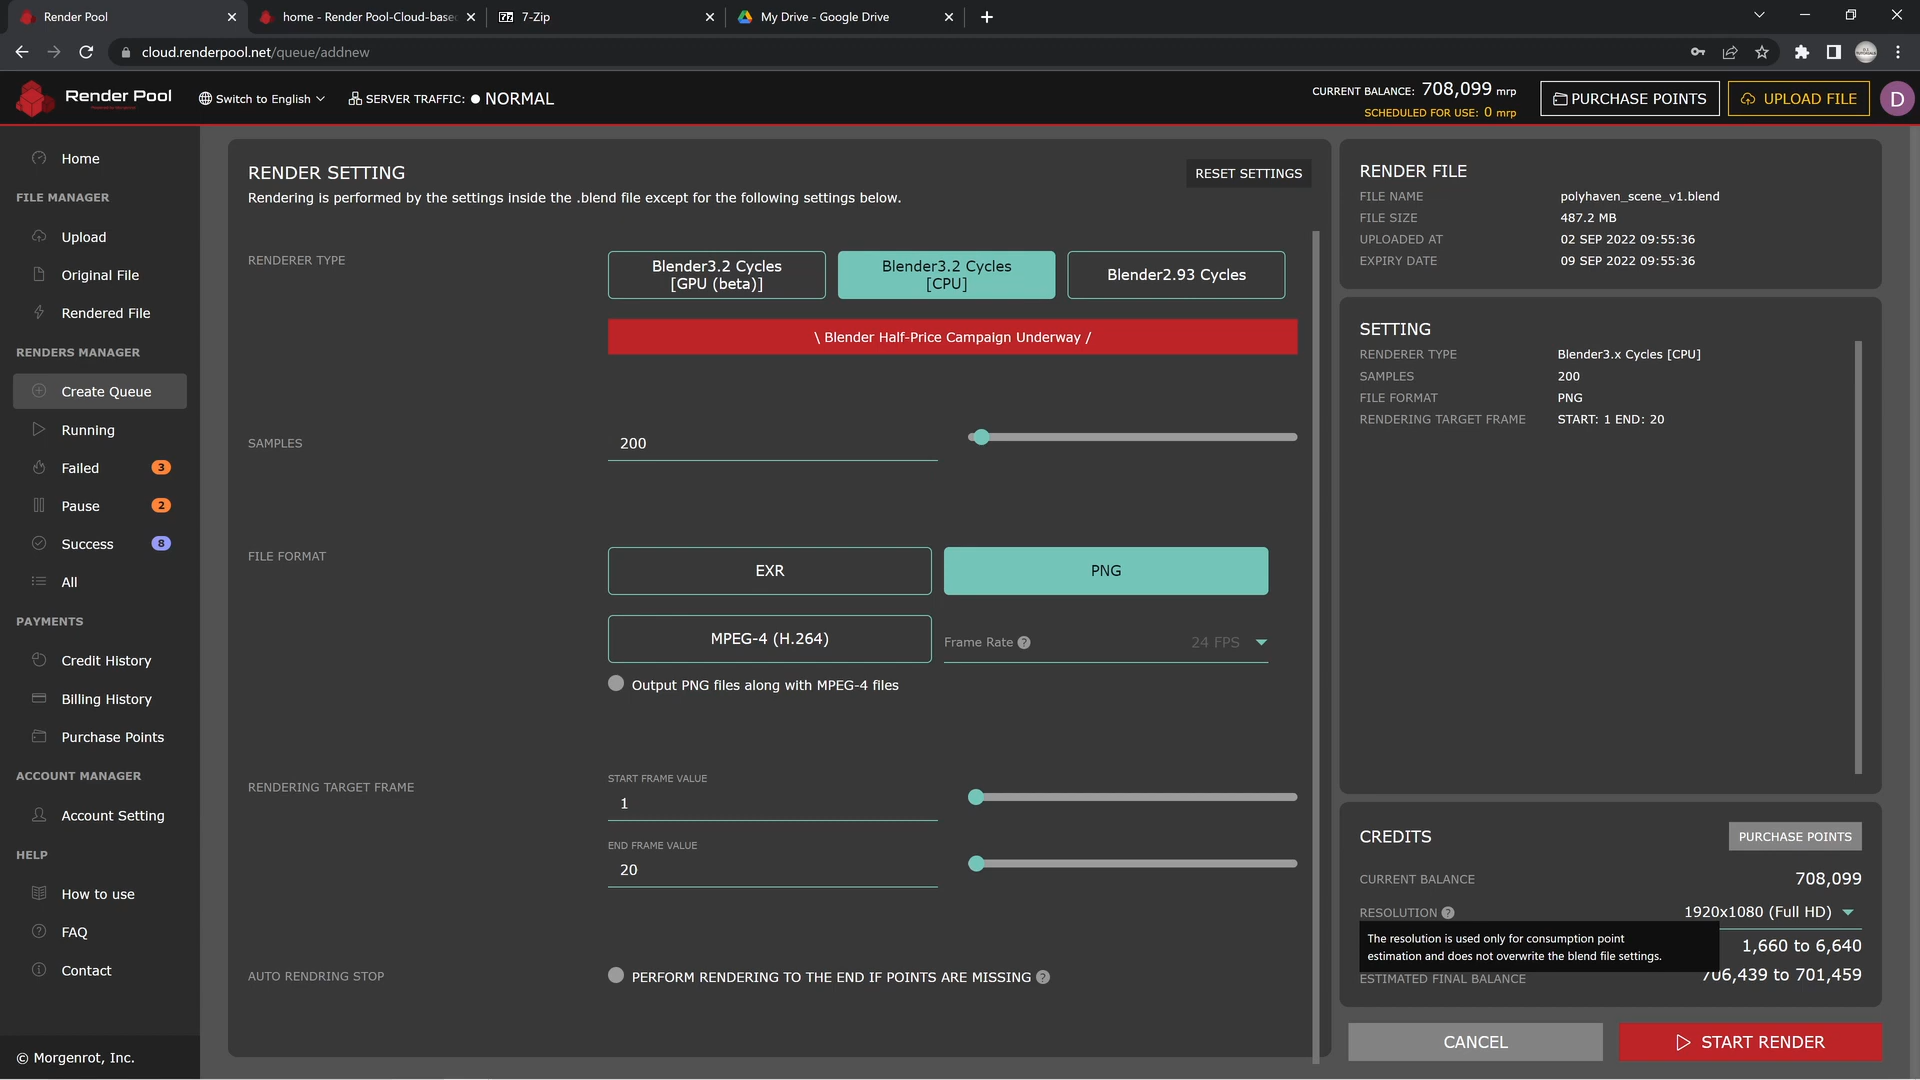 Render Pool
home - Render Pool-Cloud-base
7-Zip
My Drive - Google Drive
cloud.renderpool.net/queue/addnew
Render Pool
Switch to English
SERVER TRAFFIC: NORMAL
CURRENT BALANCE: 708,099 mrp
SCHEDULED FOR USE: 0 mrp
PURCHASE POINTS
UPLOAD FILE
D
Home
FILE MANAGER
Upload
Original File
Rendered File
RENDERS MANAGER
Create Queue
Running
Failed 3
Pause 2
Success 8
All
PAYMENTS
Credit History
Billing History
Purchase Points
ACCOUNT MANAGER
Account Setting
HELP
How to use
FAQ
Contact
© Morgenrot, Inc.
RENDER SETTING
RESET SETTINGS
Rendering is performed by the settings inside the .blend file except for the following settings below.
RENDERER TYPE
Blender3.2 Cycles
[GPU (beta)]
Blender3.2 Cycles
[CPU]
Blender2.93 Cycles
\ Blender Half-Price Campaign Underway /
SAMPLES
200
FILE FORMAT
EXR
PNG
MPEG-4 (H.264)
Frame Rate ?
24 FPS
Output PNG files along with MPEG-4 files
RENDERING TARGET FRAME
START FRAME VALUE
1
END FRAME VALUE
20
AUTO RENDRING STOP
PERFORM RENDERING TO THE END IF POINTS ARE MISSING ?
RENDER FILE
FILE NAME polyhaven_scene_v1.blend
FILE SIZE 487.2 MB
UPLOADED AT 02 SEP 2022 09:55:36
EXPIRY DATE 09 SEP 2022 09:55:36
SETTING
RENDERER TYPE Blender3.x Cycles [CPU]
SAMPLES 200
FILE FORMAT PNG
RENDERING TARGET FRAME START: 1 END: 20
CREDITS
PURCHASE POINTS
CURRENT BALANCE 708,099
RESOLUTION ? 1920x1080 (Full HD)
The resolution is used only for consumption point
estimation and does not overwrite the blend file settings.
1,660 to 6,640
ESTIMATED FINAL BALANCE 706,439 to 701,459
CANCEL
START RENDER